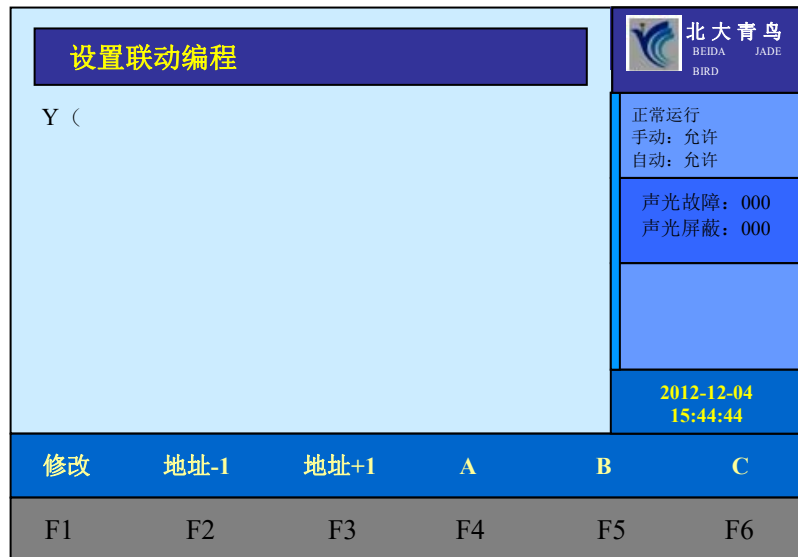 设置联动编程
Y（
北大青鸟
BEIDA JADE
BIRD
正常运行
手动：允许
自动：允许
声光故障：000
声光屏蔽：000
2012-12-04
15:44:44
修改 地址-1 地址+1 A B C
F1 F2 F3 F4 F5 F6